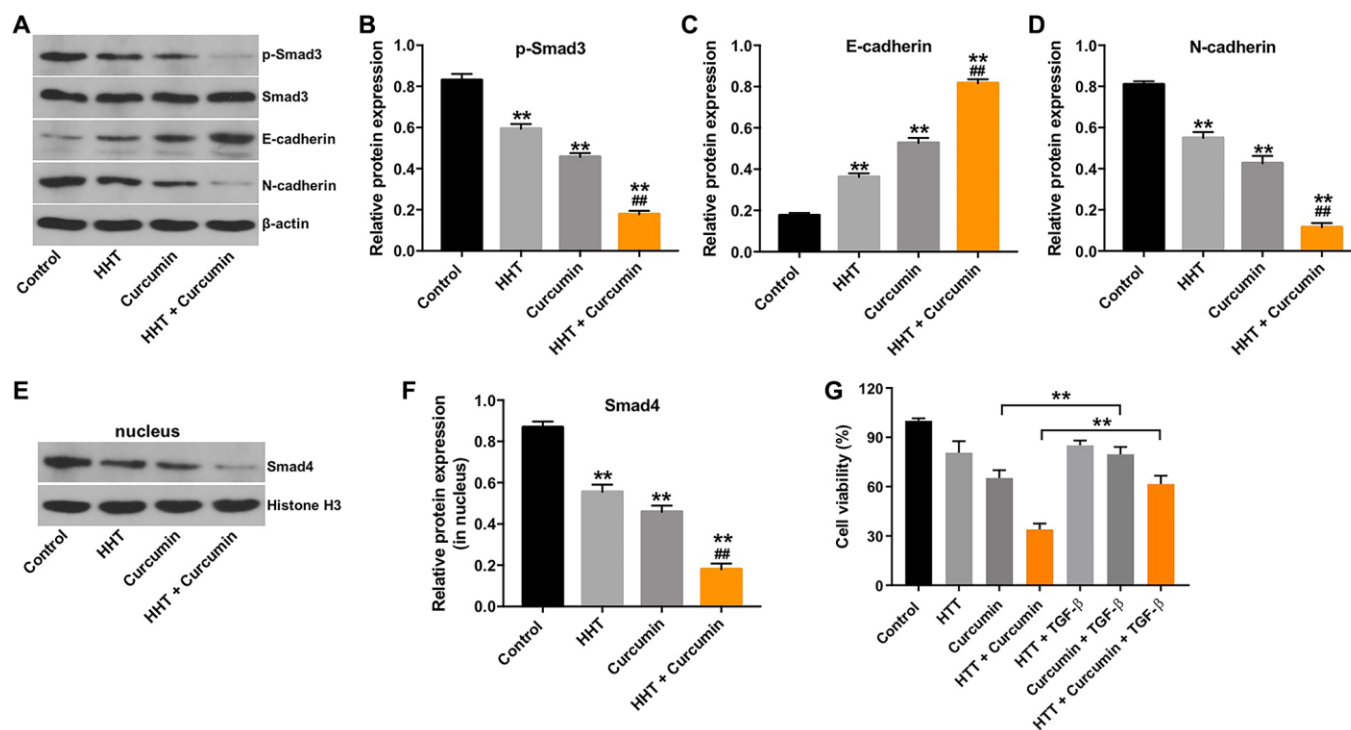 A
p-Smad3
Smad3
E-cadherin
N-cadherin
β-actin
Control
HHT
Curcumin
HHT + Curcumin
B
p-Smad3
Relative protein expression
1.0
0.8
0.6
0.4
0.2
0.0
**
**
**
##
Control
HHT
Curcumin
HHT + Curcumin
C
E-cadherin
Relative protein expression
1.0
0.8
0.6
0.4
0.2
0.0
**
**
**
##
Control
HHT
Curcumin
HHT + Curcumin
D
N-cadherin
Relative protein expression
1.0
0.8
0.6
0.4
0.2
0.0
**
**
**
##
Control
HHT
Curcumin
HHT + Curcumin
E
nucleus
Smad4
Histone H3
Control
HHT
Curcumin
HHT + Curcumin
F
Smad4
Relative protein expression
(in nucleus)
1.0
0.8
0.6
0.4
0.2
0.0
**
**
**
##
Control
HHT
Curcumin
HHT + Curcumin
G
Cell viability (%)
120
90
60
30
0
**
**
Control
HTT
Curcumin
HTT + Curcumin
HTT + TGF-β
Curcumin + TGF-β
HTT + Curcumin + TGF-β